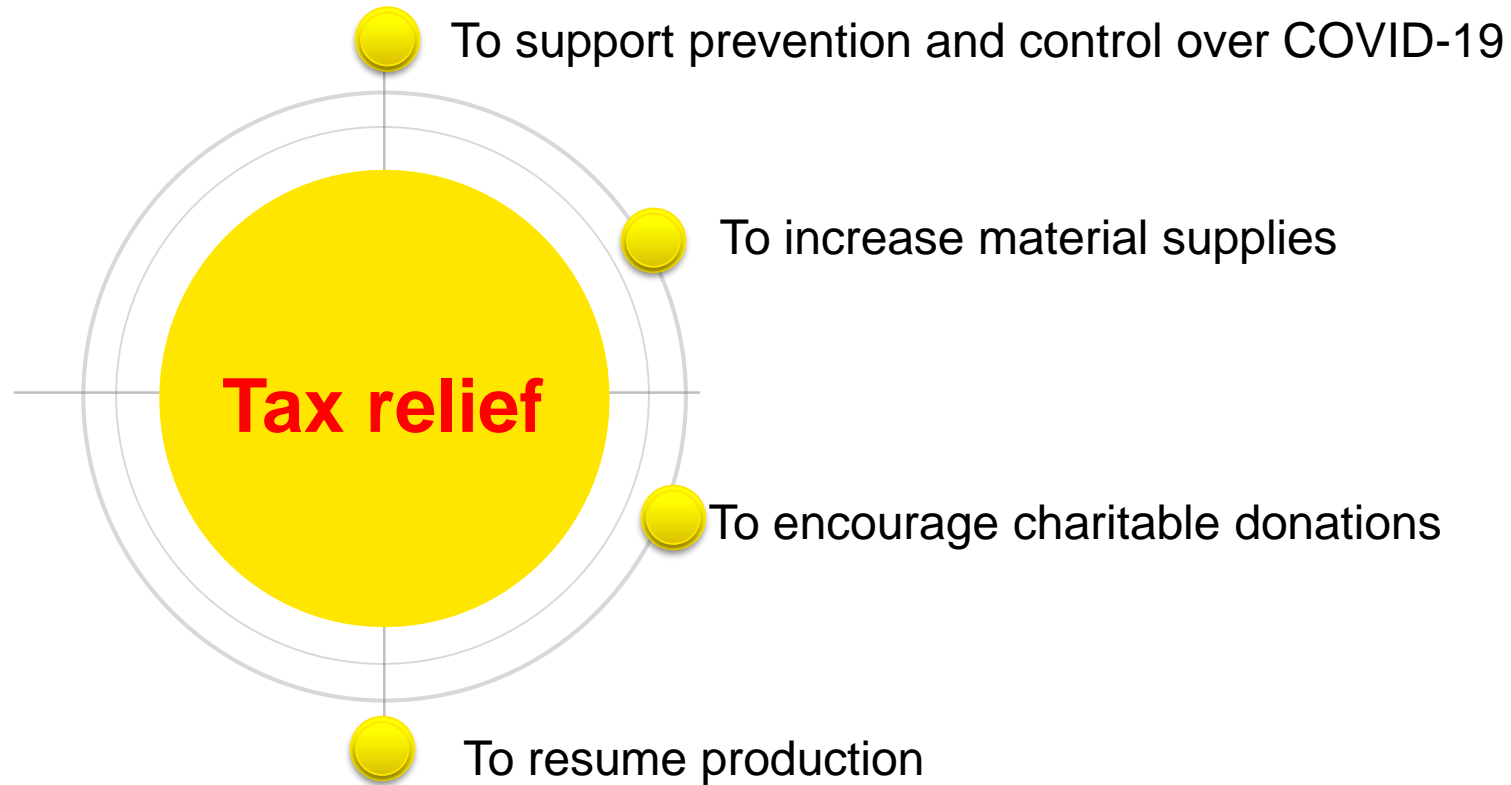 To support prevention and control over COVID-19
To increase material supplies
Tax relief
To encourage charitable donations
To resume production